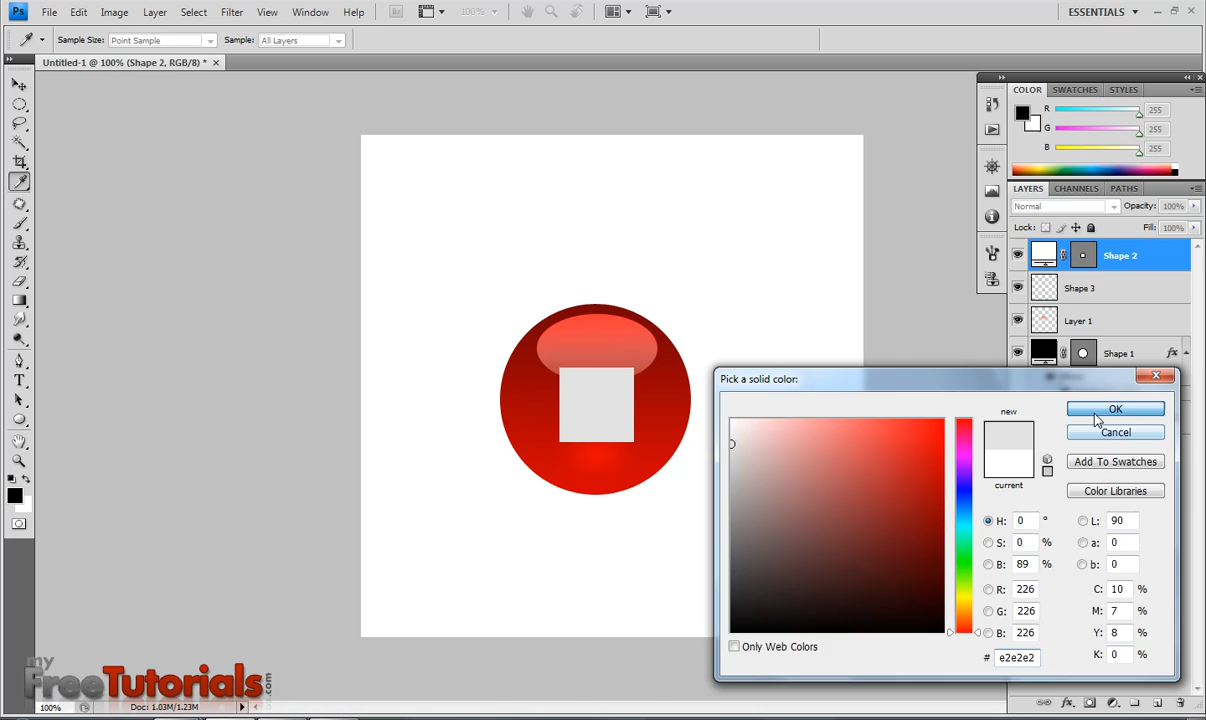 Ps File Edit Image Layer Select Filter View Window Help Br 100% ESSENTIALS
Sample Size: Point Sample Sample: All Layers
Untitled-1 @ 100% (Shape 2, RGB/8) * ×
COLOR SWATCHES STYLES
R 255
G 255
B 255
LAYERS CHANNELS PATHS
Normal Opacity: 100%
Lock: Fill: 100%
Shape 2
Shape 3
Layer 1
Shape 1 fx
Pick a solid color:
new
current
OK
Cancel
Add To Swatches
Color Libraries
H: 0 ° L: 90
S: 0 % a: 0
B: 89 % b: 0
R: 226 C: 10 %
G: 226 M: 7 %
B: 226 Y: 8 %
# e2e2e2 K: 0 %
Only Web Colors
T
my
FreeTutorials.com
100% Doc: 1.03M/1.23M
fx